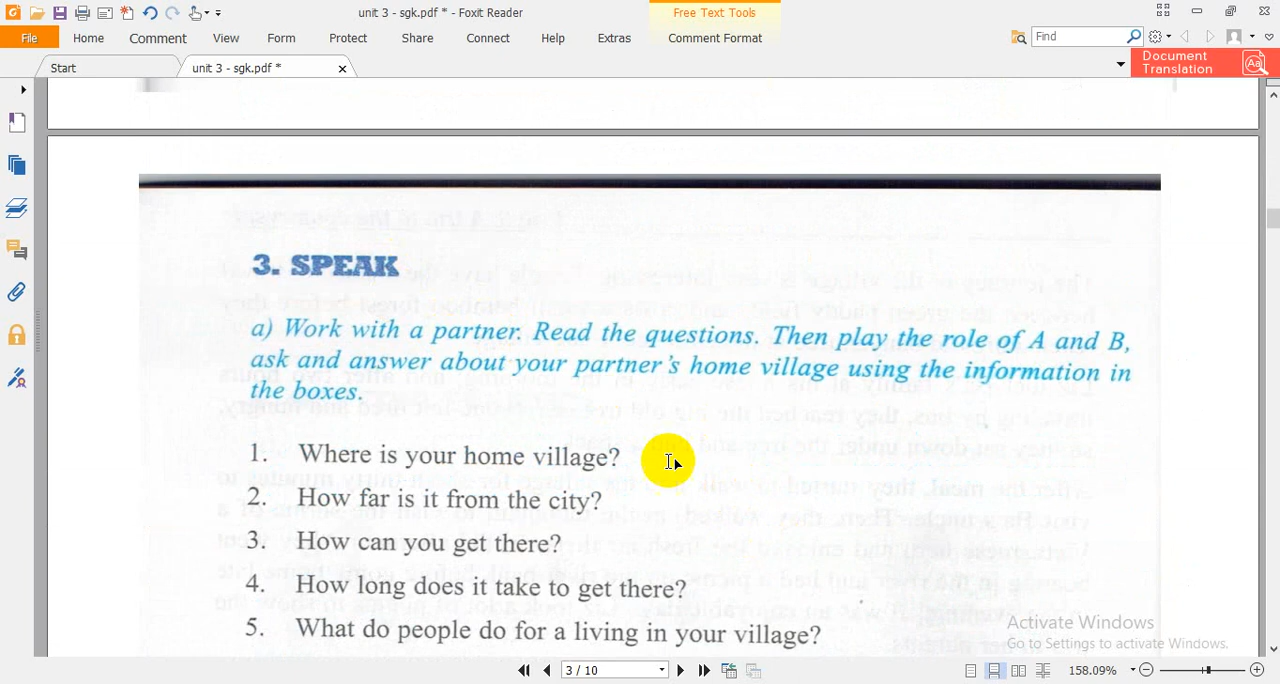 unit 3 - sgk.pdf * - Foxit Reader
Free Text Tools
File Home Comment View Form Protect Share Connect Help Extras Comment Format
Find
Start
unit 3 - sgk.pdf *
Document
Translation
3. SPEAK
a) Work with a partner. Read the questions. Then play the role of A and B,
ask and answer about your partner's home village using the information in
the boxes.
1. Where is your home village?
2. How far is it from the city?
3. How can you get there?
4. How long does it take to get there?
5. What do people do for a living in your village?
Activate Windows
Go to Settings to activate Windows.
3 / 10
158.09%